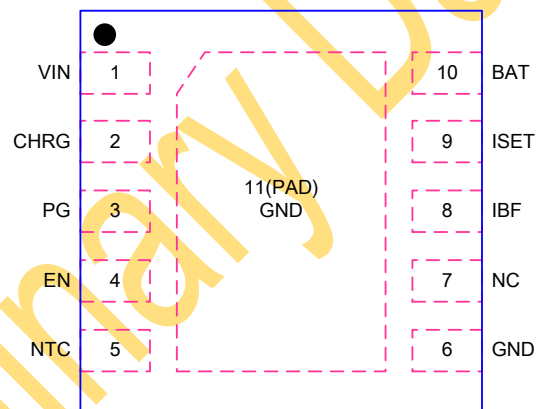 VIN 1 10 BAT
CHRG 2 9 ISET
11(PAD)
GND
PG 3 8 IBF
EN 4 7 NC
NTC 5 6 GND
inary D